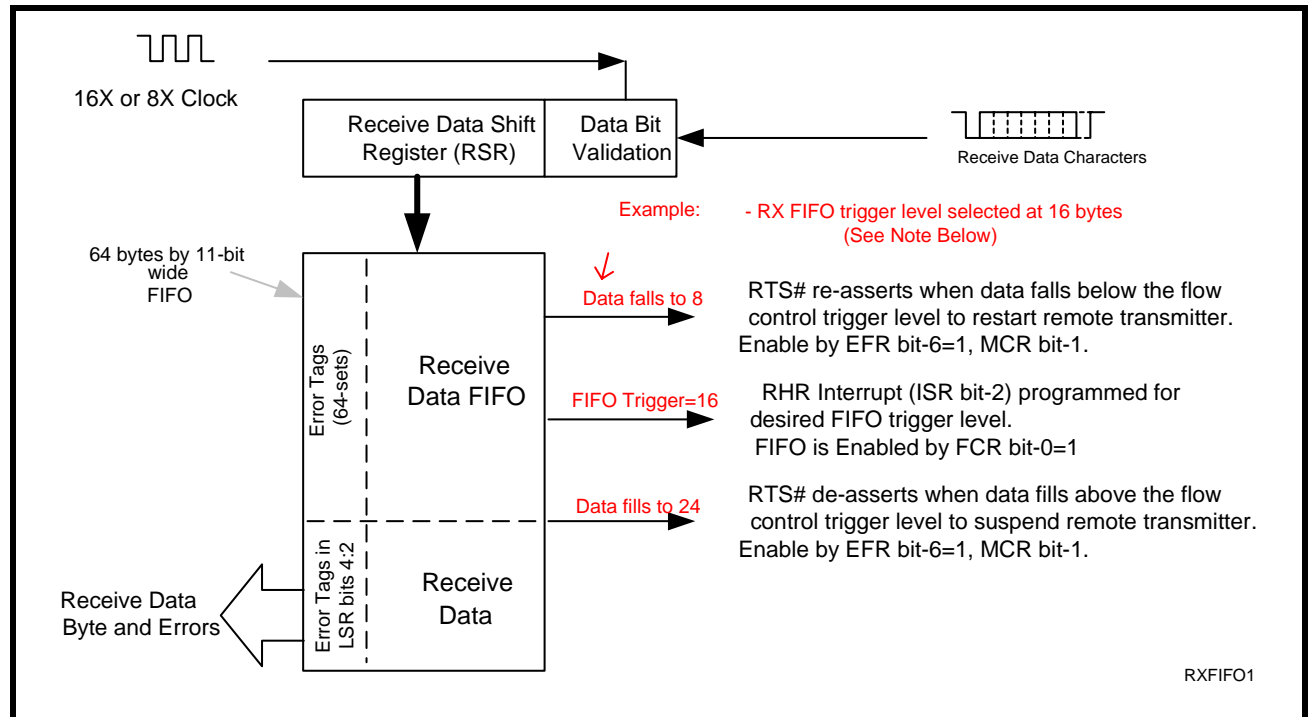 16X or 8X Clock
Receive Data Shift
Register (RSR)
Data Bit
Validation
Receive Data Characters
Example:
- RX FIFO trigger level selected at 16 bytes
(See Note Below)
64 bytes by 11-bit
wide
FIFO
Error Tags
(64-sets)
Receive
Data FIFO
Data falls to 8
RTS# re-asserts when data falls below the flow
control trigger level to restart remote transmitter.
Enable by EFR bit-6=1, MCR bit-1.
FIFO Trigger=16
RHR Interrupt (ISR bit-2) programmed for
desired FIFO trigger level.
FIFO is Enabled by FCR bit-0=1
Data fills to 24
RTS# de-asserts when data fills above the flow
control trigger level to suspend remote transmitter.
Enable by EFR bit-6=1, MCR bit-1.
Error Tags in
LSR bits 4:2
Receive
Data
Receive Data
Byte and Errors
RXFIFO1